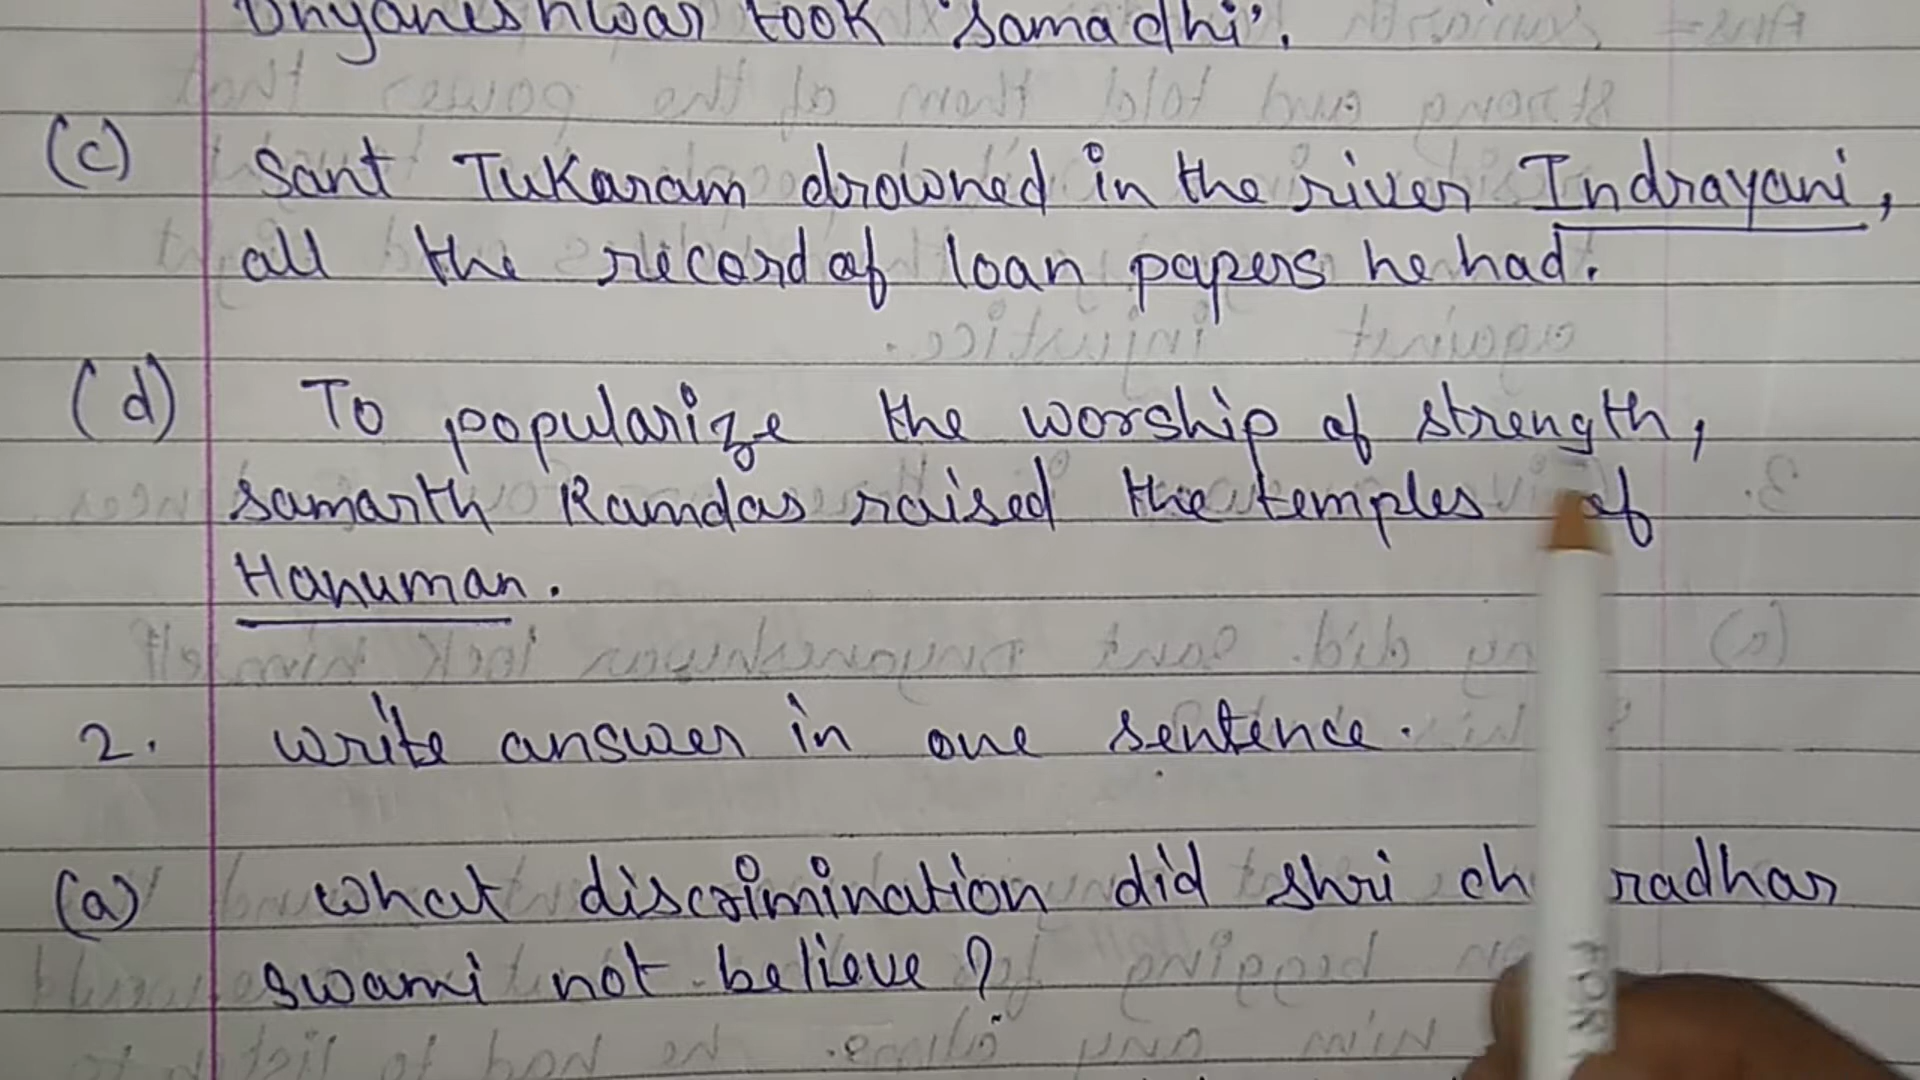 Dnyaneshwar took 'samadhi'.
(c) Sant Tukaram drowned in the river Indrayani,
all the record of loan papers he had.
(d) To popularize the worship of strength,
samarth Ramdas raised the temples of
Hanuman.
2. write answer in one sentence.
(a) what discrimination did shri ch radhar
swami not believe?